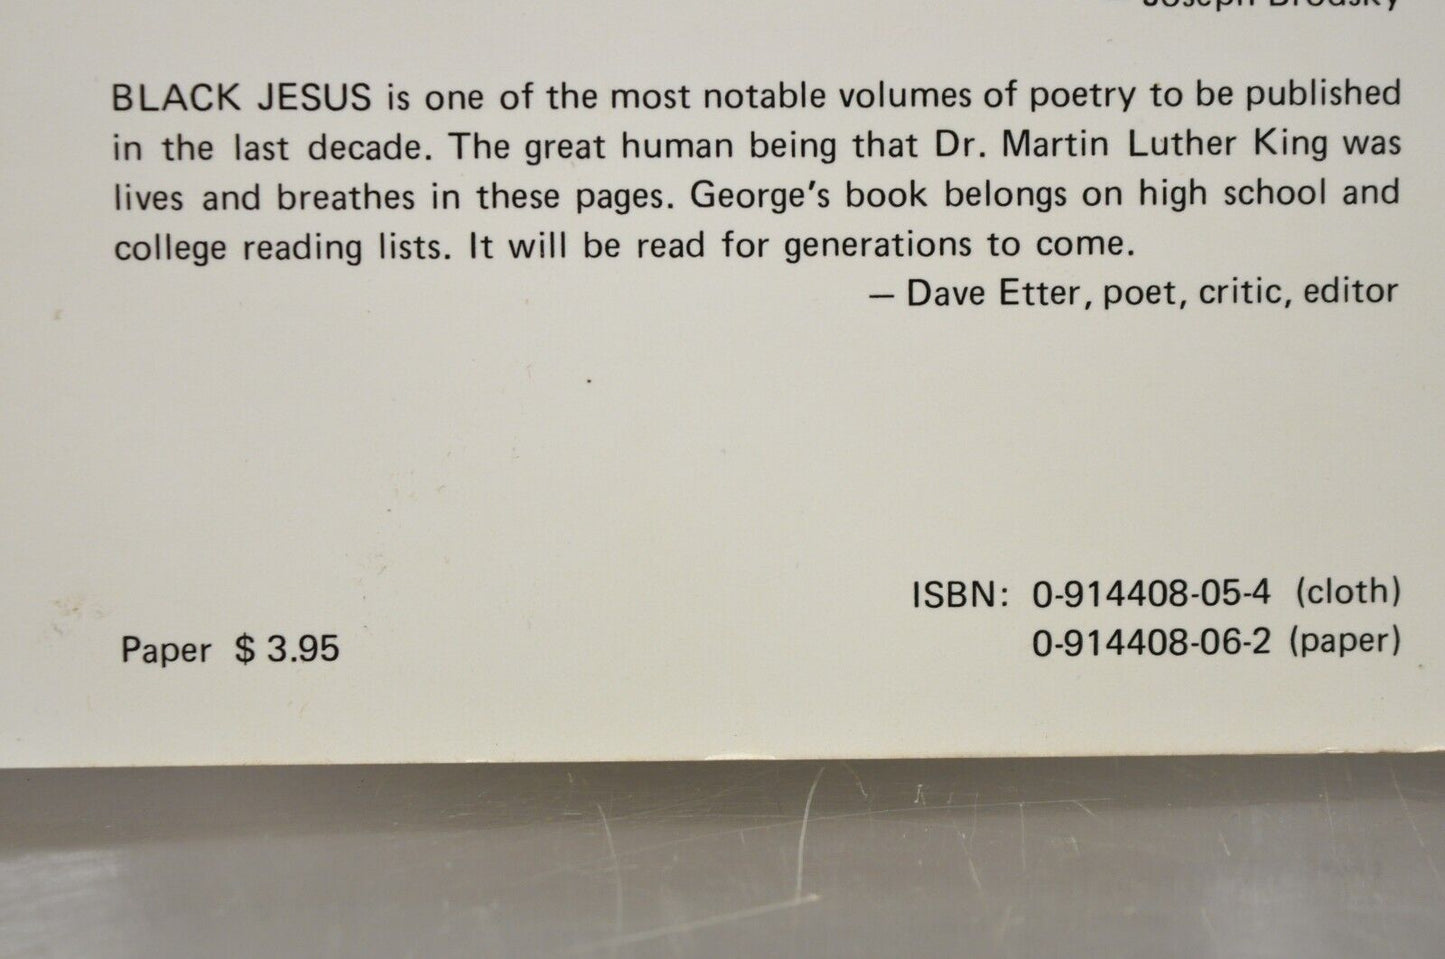 — Joseph Brodsky
BLACK JESUS is one of the most notable volumes of poetry to be published
in the last decade. The great human being that Dr. Martin Luther King was
lives and breathes in these pages. George's book belongs on high school and
college reading lists. It will be read for generations to come.
— Dave Etter, poet, critic, editor
ISBN: 0-914408-05-4 (cloth)
Paper $ 3.95
0-914408-06-2 (paper)